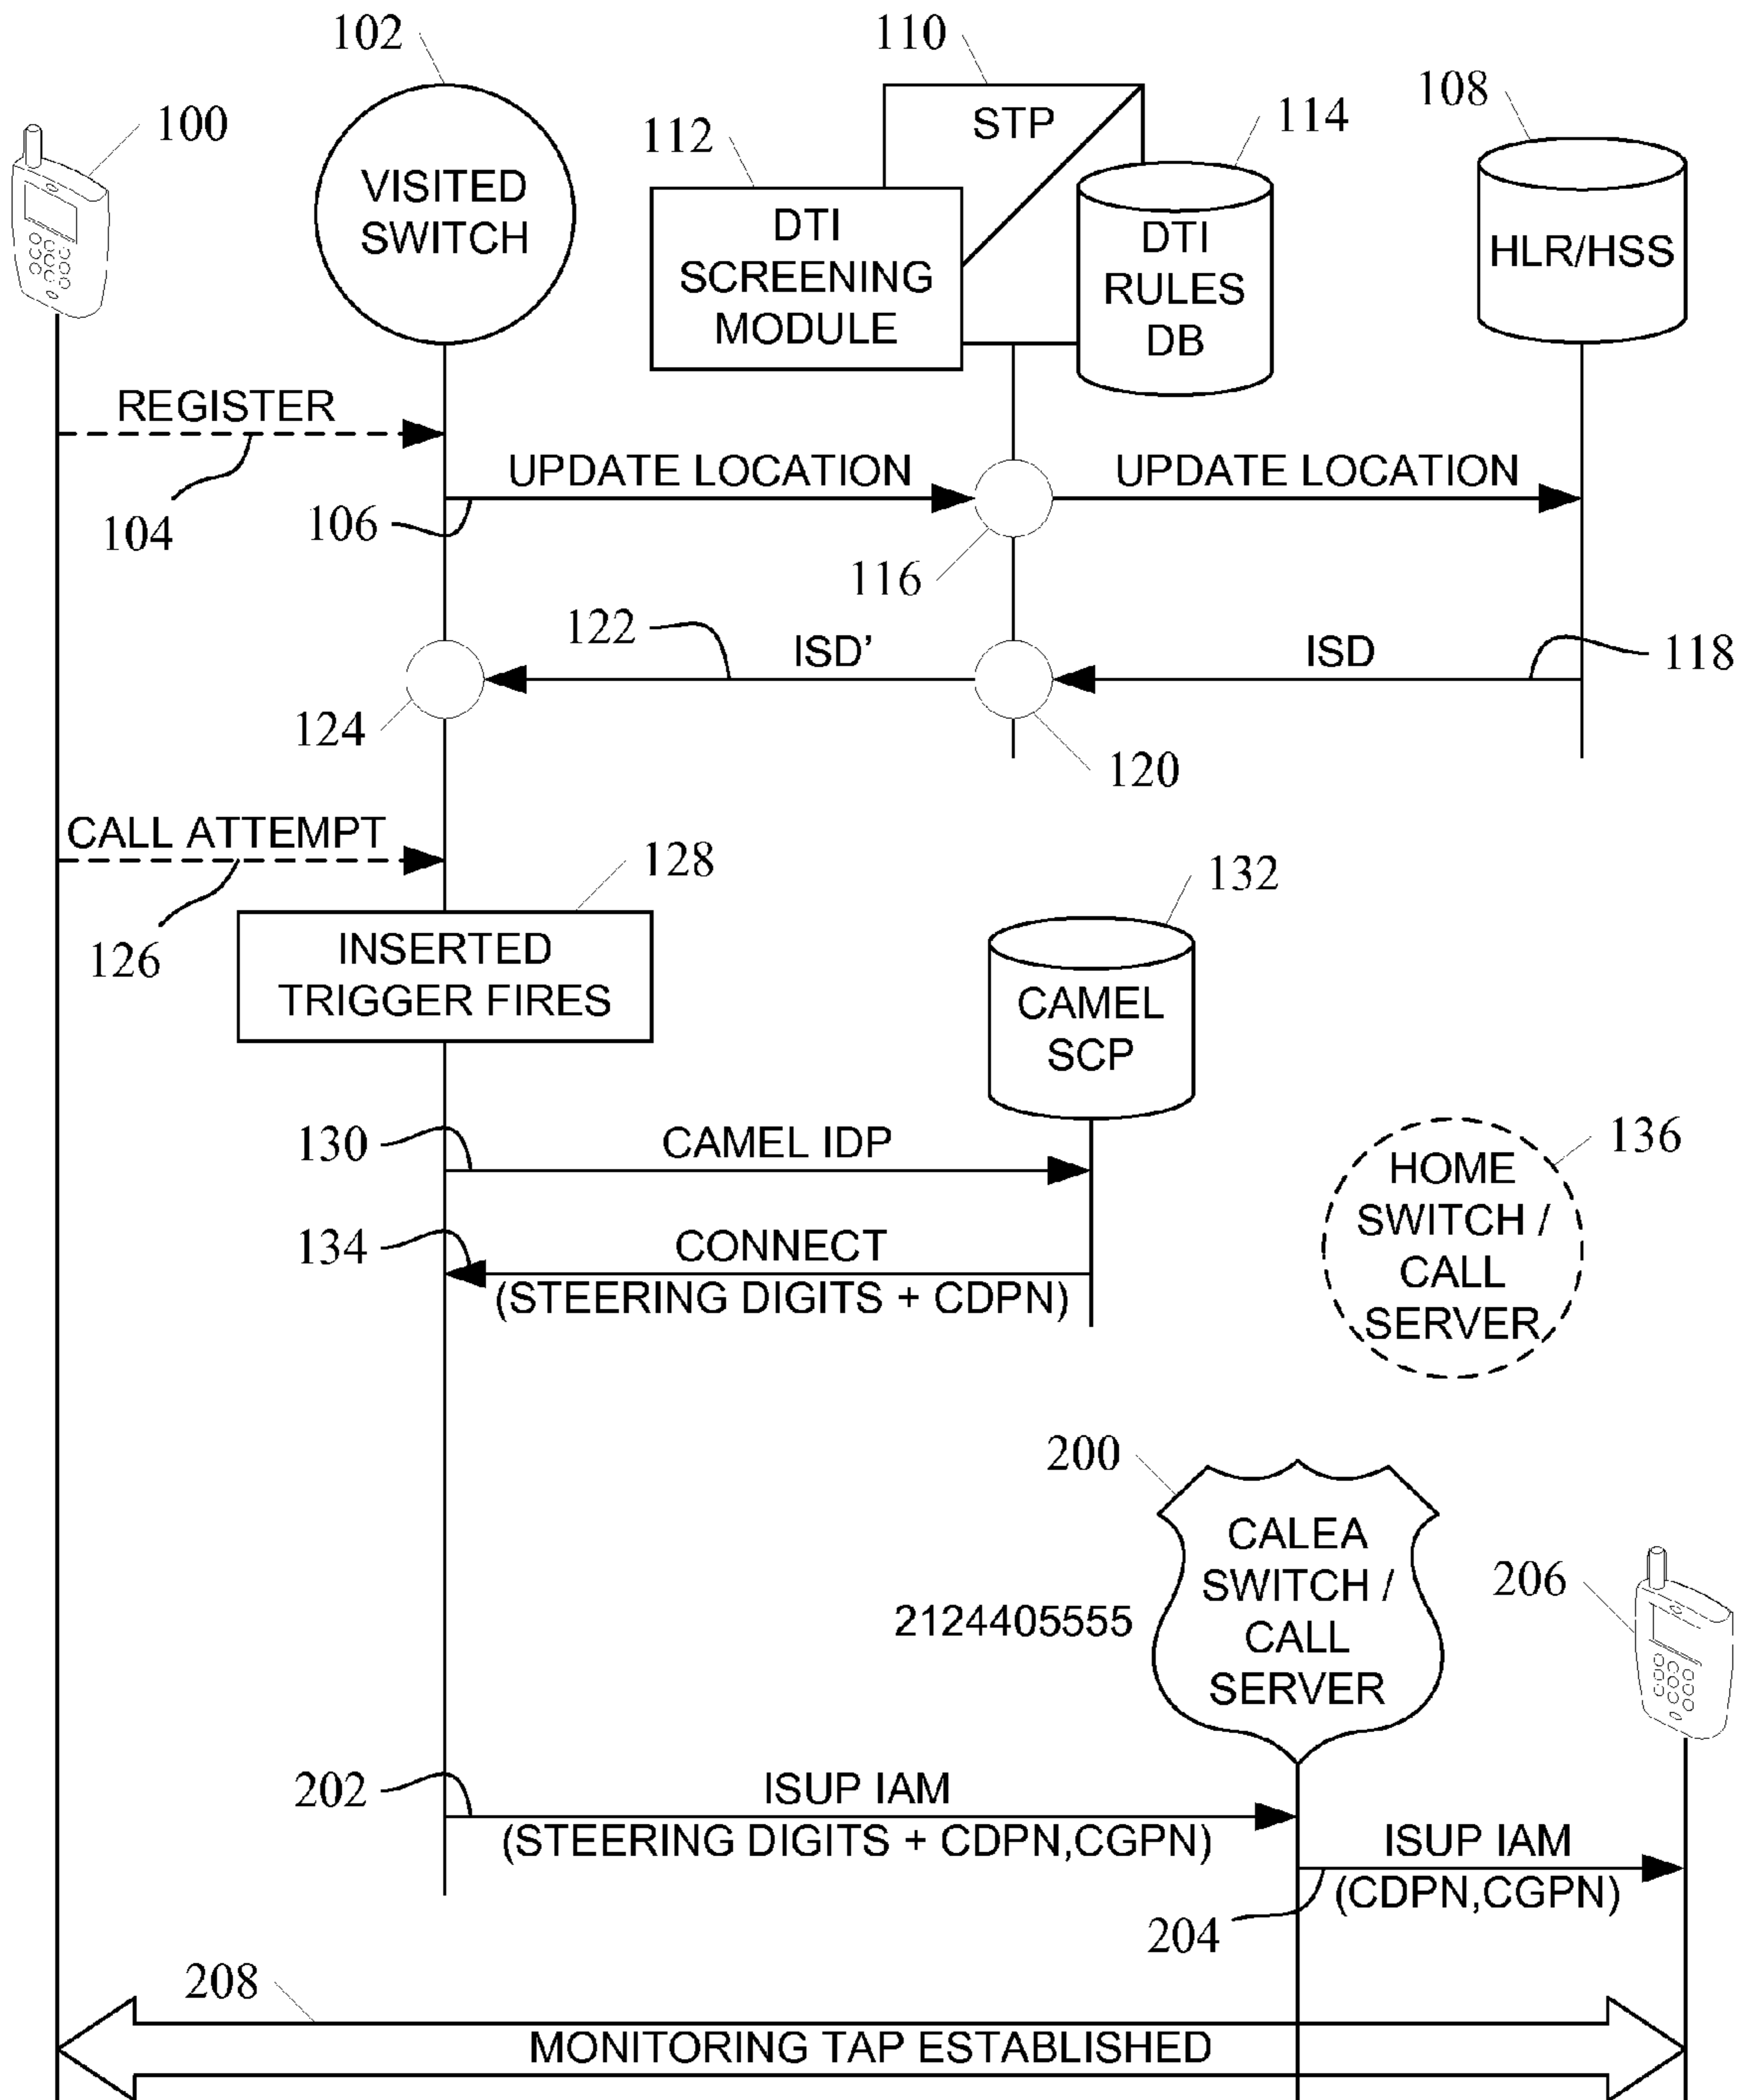 102
110
108
100
112
114
STP
VISITED
SWITCH
DTI
SCREENING
MODULE
DTI
RULES
DB
HLR/HSS
REGISTER
104
UPDATE LOCATION
UPDATE LOCATION
106
116
122
ISD'
ISD
118
124
120
CALL ATTEMPT
126
128
132
INSERTED
TRIGGER FIRES
CAMEL
SCP
130
CAMEL IDP
136
HOME
SWITCH /
CALL
SERVER
134
CONNECT
(STEERING DIGITS + CDPN)
200
CALEA
SWITCH /
CALL
SERVER
2124405555
206
202
ISUP IAM
(STEERING DIGITS + CDPN,CGPN)
ISUP IAM
(CDPN,CGPN)
204
208
MONITORING TAP ESTABLISHED